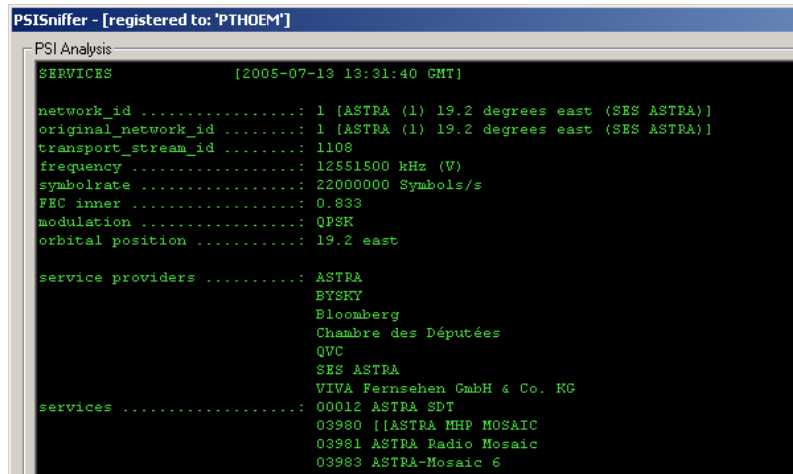 PSISniffer - [registered to: 'PTHOEM']
PSI Analysis
SERVICES [2005-07-13 13:31:40 GMT]
network_id .................: 1 [ASTRA (1) 19.2 degrees east (SES ASTRA)]
original_network_id ........: 1 [ASTRA (1) 19.2 degrees east (SES ASTRA)]
transport_stream_id ........: 1108
frequency ..................: 12551500 kHz (V)
symbolrate .................: 22000000 Symbols/s
FEC inner ..................: 0.833
modulation .................: QPSK
orbital position ...........: 19.2 east
service providers ..........: ASTRA
BYSKY
Bloomberg
Chambre des Députées
QVC
SES ASTRA
VIVA Fernsehen GmbH & Co. KG
services ...................: 00012 ASTRA SDT
03980 [[ASTRA MHP MOSAIC
03981 ASTRA Radio Mosaic
03983 ASTRA-Mosaic 6